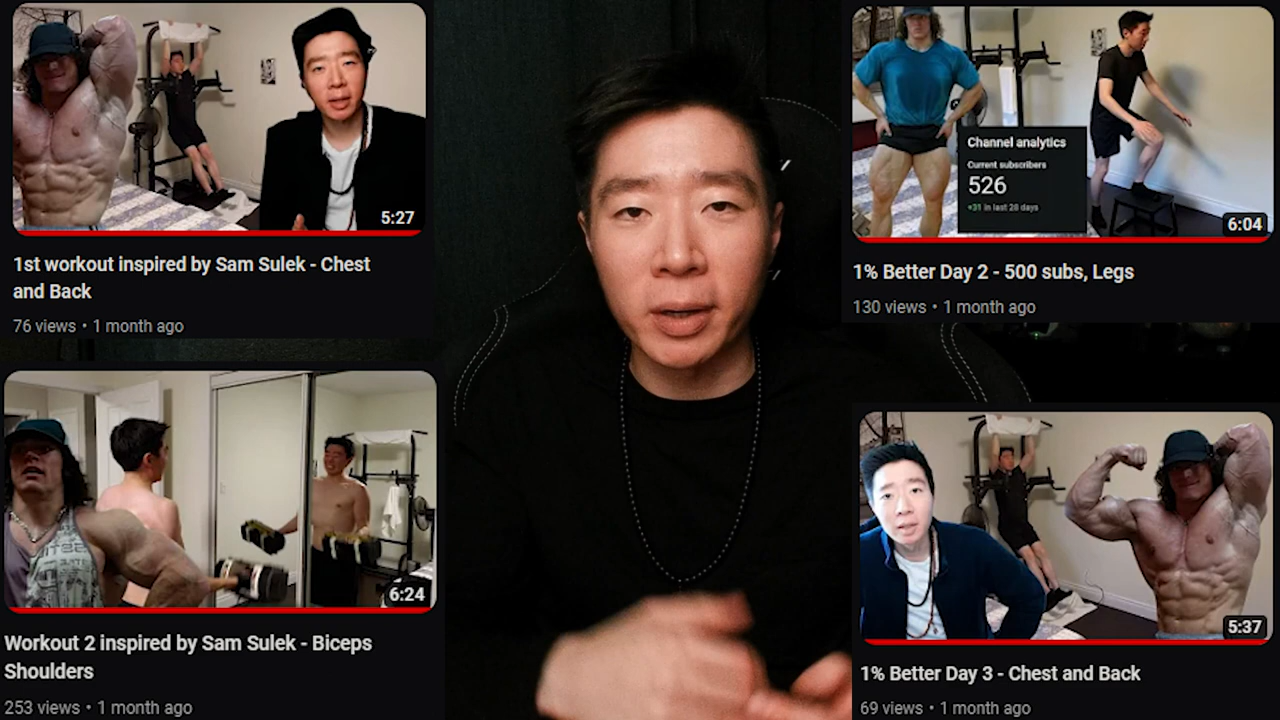 5:27
1st workout inspired by Sam Sulek - Chest
and Back
76 views • 1 month ago
Channel analytics
Current subscribers
526
+31 in last 28 days
6:04
1% Better Day 2 - 500 subs, Legs
130 views • 1 month ago
6:24
Workout 2 inspired by Sam Sulek - Biceps
Shoulders
253 views • 1 month ago
5:37
1% Better Day 3 - Chest and Back
69 views • 1 month ago